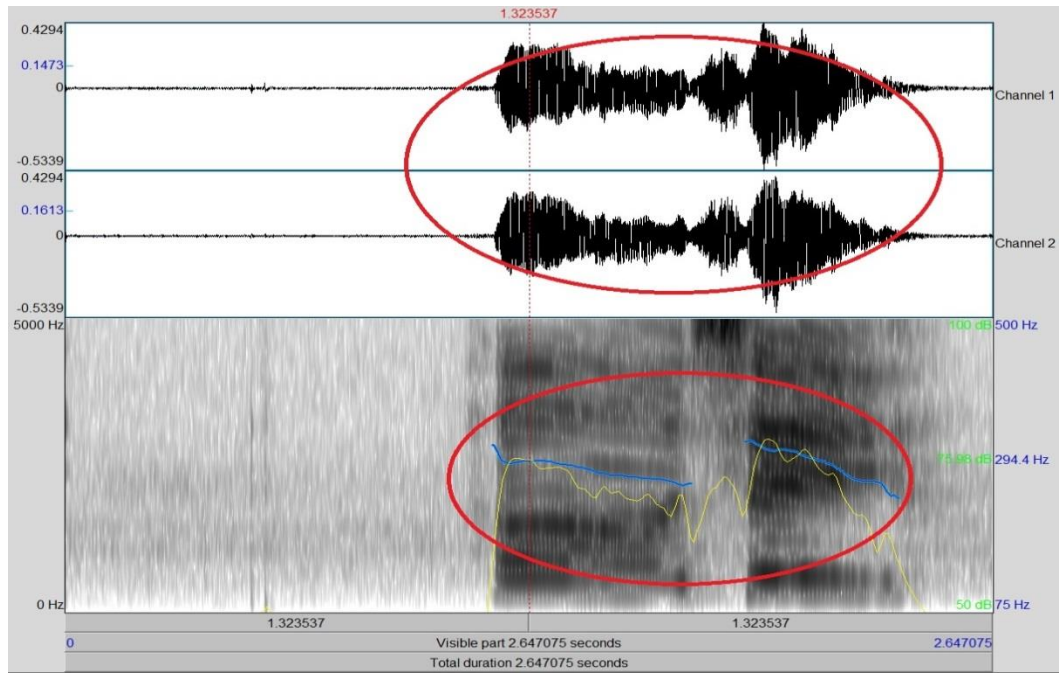 1.323537
0.4294
0.1473
0
-0.5339
Channel 1
0.4294
0.1613
0
-0.5339
Channel 2
5000 Hz
100 dB 500 Hz
75.98 dB 294.4 Hz
0 Hz
50 dB 75 Hz
1.323537 1.323537
0 Visible part 2.647075 seconds 2.647075
Total duration 2.647075 seconds